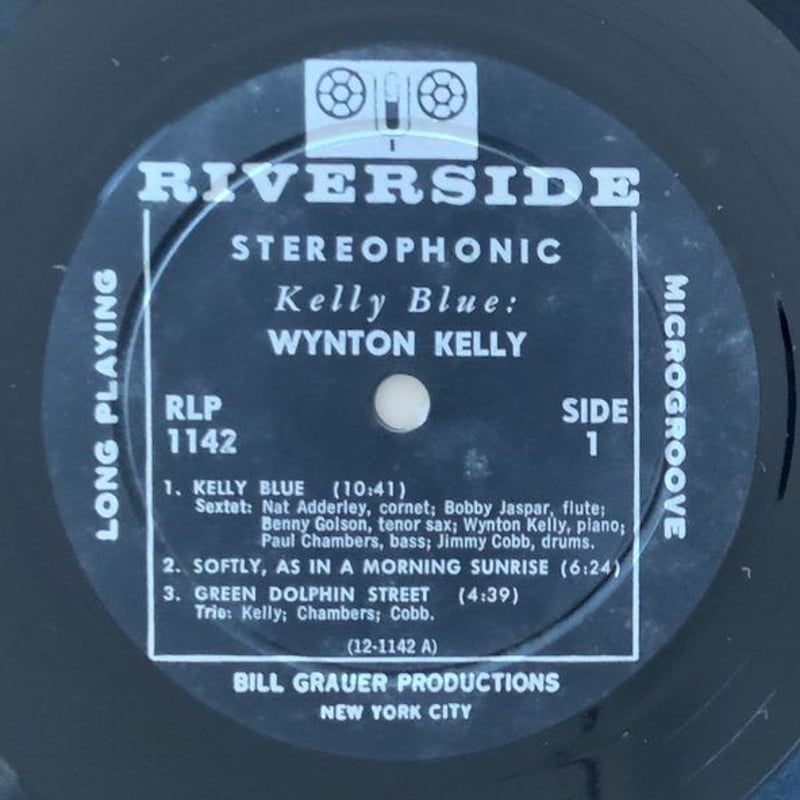 RIVERSIDE
STEREOPHONIC
Kelly Blue:
WYNTON KELLY
LONG PLAYING
MICROGROOVE
RLP
1142
SIDE
1
1. KELLY BLUE (10:41)
Sextet: Nat Adderley, cornet; Bobby Jaspar, flute;
Benny Golson, tenor sax; Wynton Kelly, piano;
Paul Chambers, bass; Jimmy Cobb, drums.
2. SOFTLY, AS IN A MORNING SUNRISE (6:24)
3. GREEN DOLPHIN STREET (4:39)
Trio: Kelly; Chambers; Cobb.
(12-1142 A)
BILL GRAUER PRODUCTIONS
NEW YORK CITY